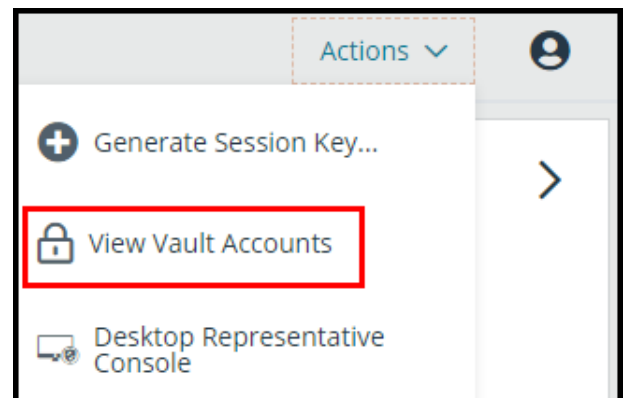 Actions
Generate Session Key...
View Vault Accounts
Desktop Representative
Console